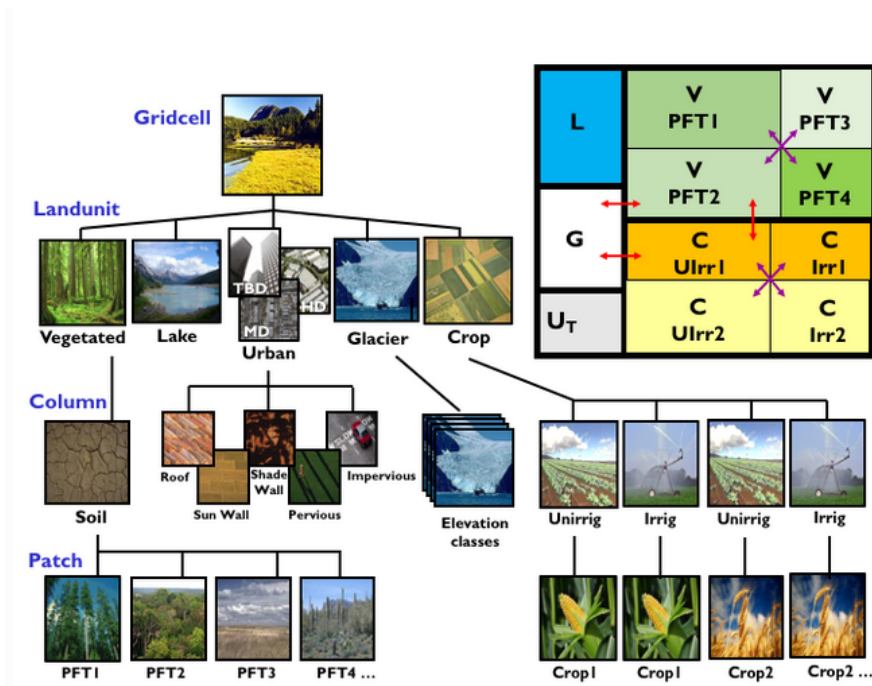 Gridcell
Landunit
TBD
HD
MD
Vegetated
Lake
Urban
Glacier
Crop
Column
Soil
Roof
Sun Wall
Shade
Wall
Pervious
Impervious
Elevation
classes
Unirrig
Irrig
Unirrig
Irrig
Patch
PFT1
PFT2
PFT3
PFT4 ...
Crop1
Crop1
Crop2
Crop2 ...
L
G
UT
V
PFT1
V
PFT3
V
PFT2
V
PFT4
C
UIrr1
C
Irr1
C
UIrr2
C
Irr2